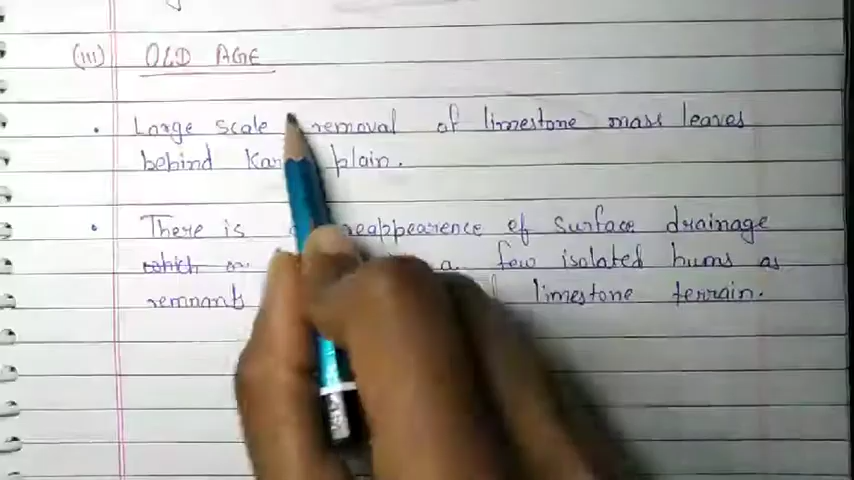 (III) OLD AGE
• Large scale removal of limestone mass leaves
behind plain.
• There is reappearence of surface drainage
which a few isolated hums as
remnants limestone terrain.